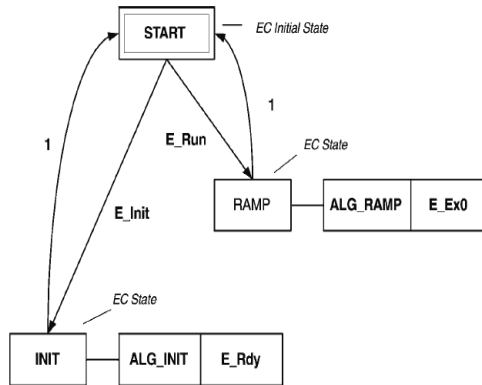 START
EC Initial State
1
1
E_Run
EC State
E_Init
RAMP
ALG_RAMP
E_Ex0
EC State
INIT
ALG_INIT
E_Rdy